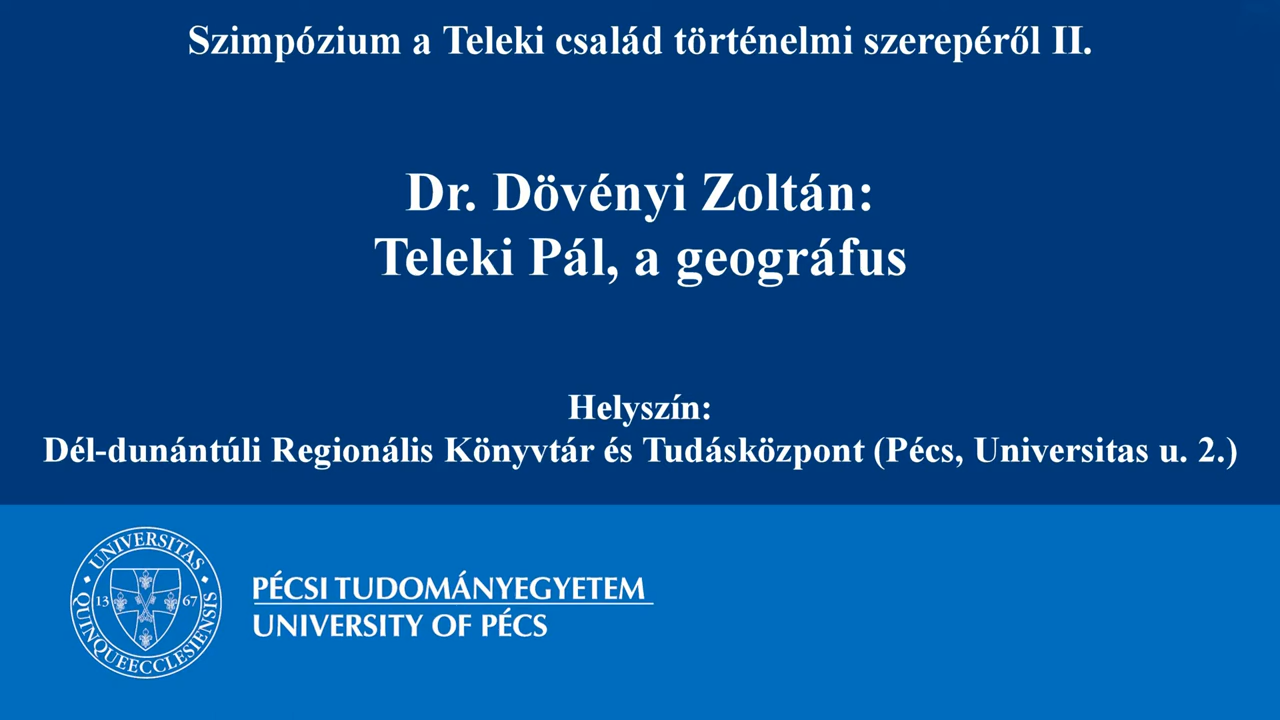 Szimpózium a Teleki család történelmi szerepéről II.
Dr. Dövényi Zoltán:
Teleki Pál, a geográfus
Helyszín:
Dél-dunántúli Regionális Könyvtár és Tudásközpont (Pécs, Universitas u. 2.)
UNIVERSITAS
13 67
QUINQUEECCLESIENSIS
PÉCSI TUDOMÁNYEGYETEM
UNIVERSITY OF PÉCS